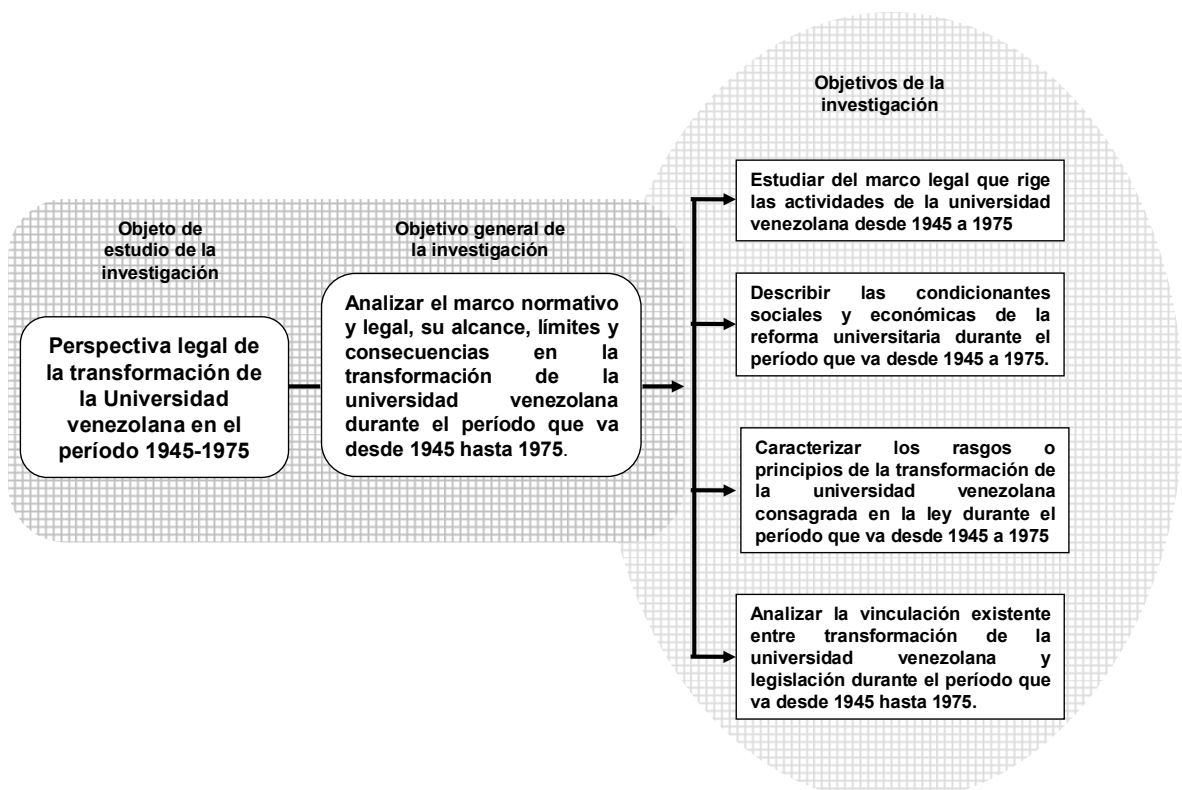 Objeto de
estudio de la
investigación
Perspectiva legal de
la transformación de
la Universidad
venezolana en el
período 1945-1975
Objetivo general de
la investigación
Analizar el marco normativo
y legal, su alcance, límites y
consecuencias en la
transformación de la
universidad venezolana
durante el período que va
desde 1945 hasta 1975.
Objetivos de la
investigación
Estudiar del marco legal que rige
las actividades de la universidad
venezolana desde 1945 a 1975
Describir las condicionantes
sociales y económicas de la
reforma universitaria durante el
período que va desde 1945 a 1975.
Caracterizar los rasgos o
principios de la transformación de
la universidad venezolana
consagrada en la ley durante el
período que va desde 1945 a 1975
Analizar la vinculación existente
entre transformación de la
universidad venezolana y
legislación durante el período que
va desde 1945 hasta 1975.